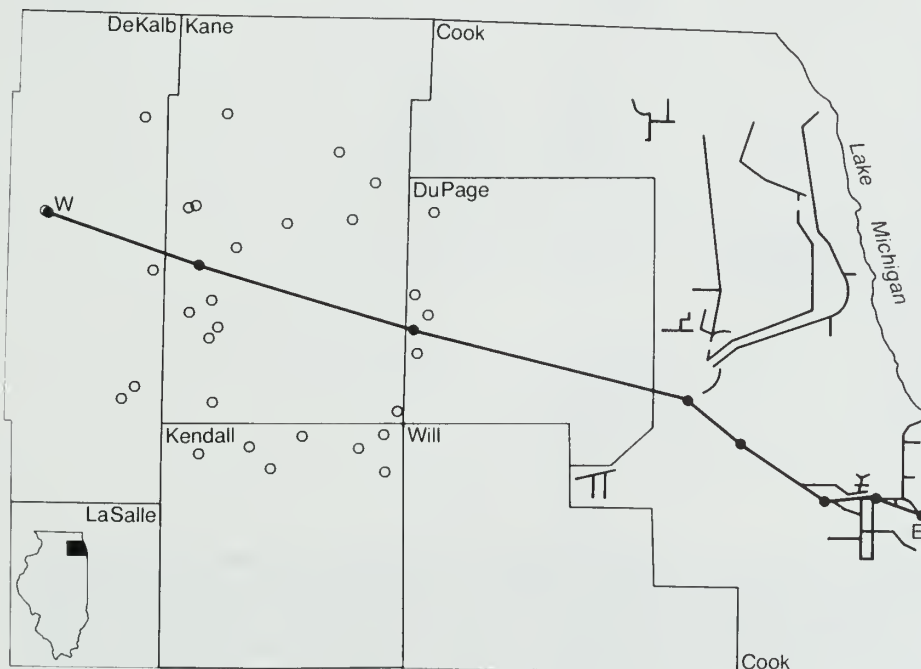 DeKalb
Kane
Cook
Lake
Michigan
W
DuPage
Kendall
Will
LaSalle
E
Cook